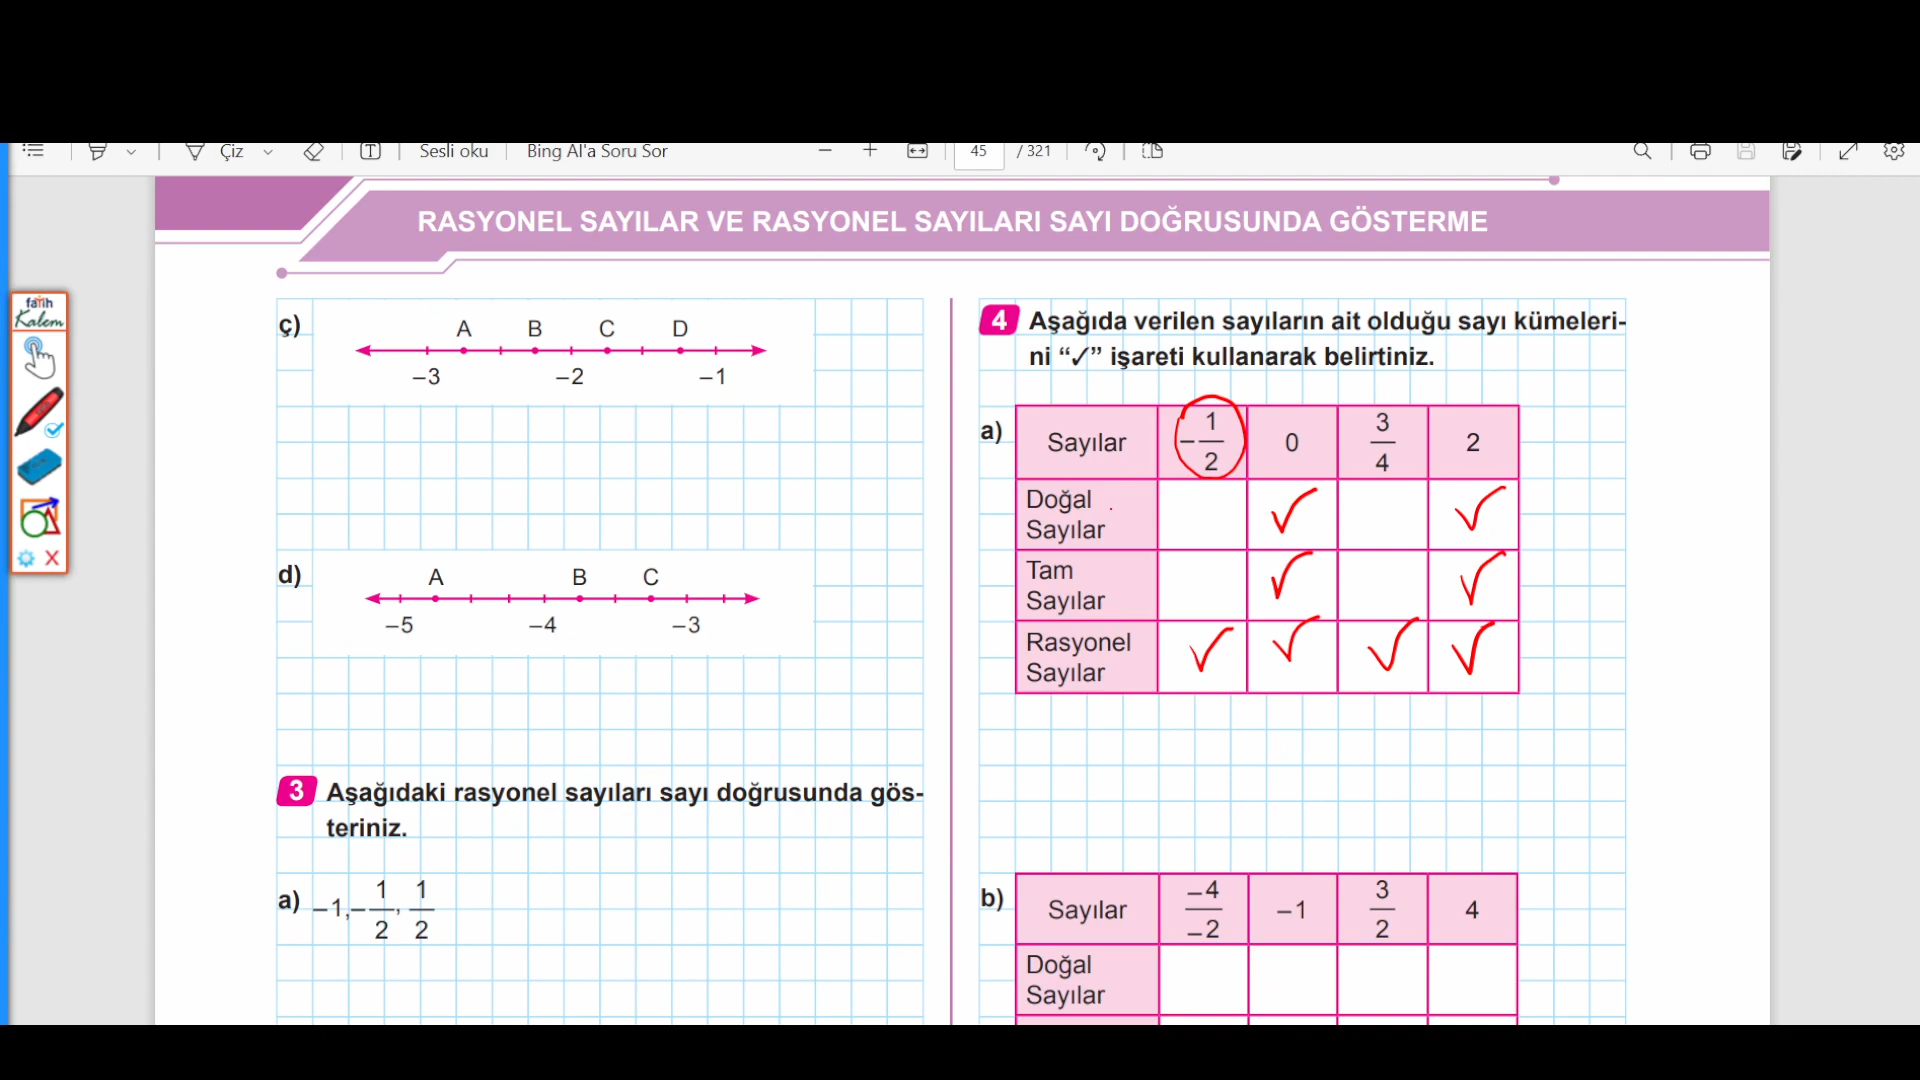 Çiz
Sesli oku
Bing AI'a Soru Sor
45 / 321
RASYONEL SAYILAR VE RASYONEL SAYILARI SAYI DOĞRUSUNDA GÖSTERME
fatih
Kalem
ç)
A B C D
–3 –2 –1
d)
A B C
–5 –4 –3
3 Aşağıdaki rasyonel sayıları sayı doğrusunda gös-
teriniz.
a) –1, –1/2, 1/2
4 Aşağıda verilen sayıların ait olduğu sayı kümeleri-
ni “✓” işareti kullanarak belirtiniz.
a) Sayılar –1/2 0 3/4 2
Doğal
Sayılar ✓ ✓
Tam
Sayılar ✓ ✓
Rasyonel
Sayılar ✓ ✓ ✓ ✓
b) Sayılar –4/–2 –1 3/2 4
Doğal
Sayılar